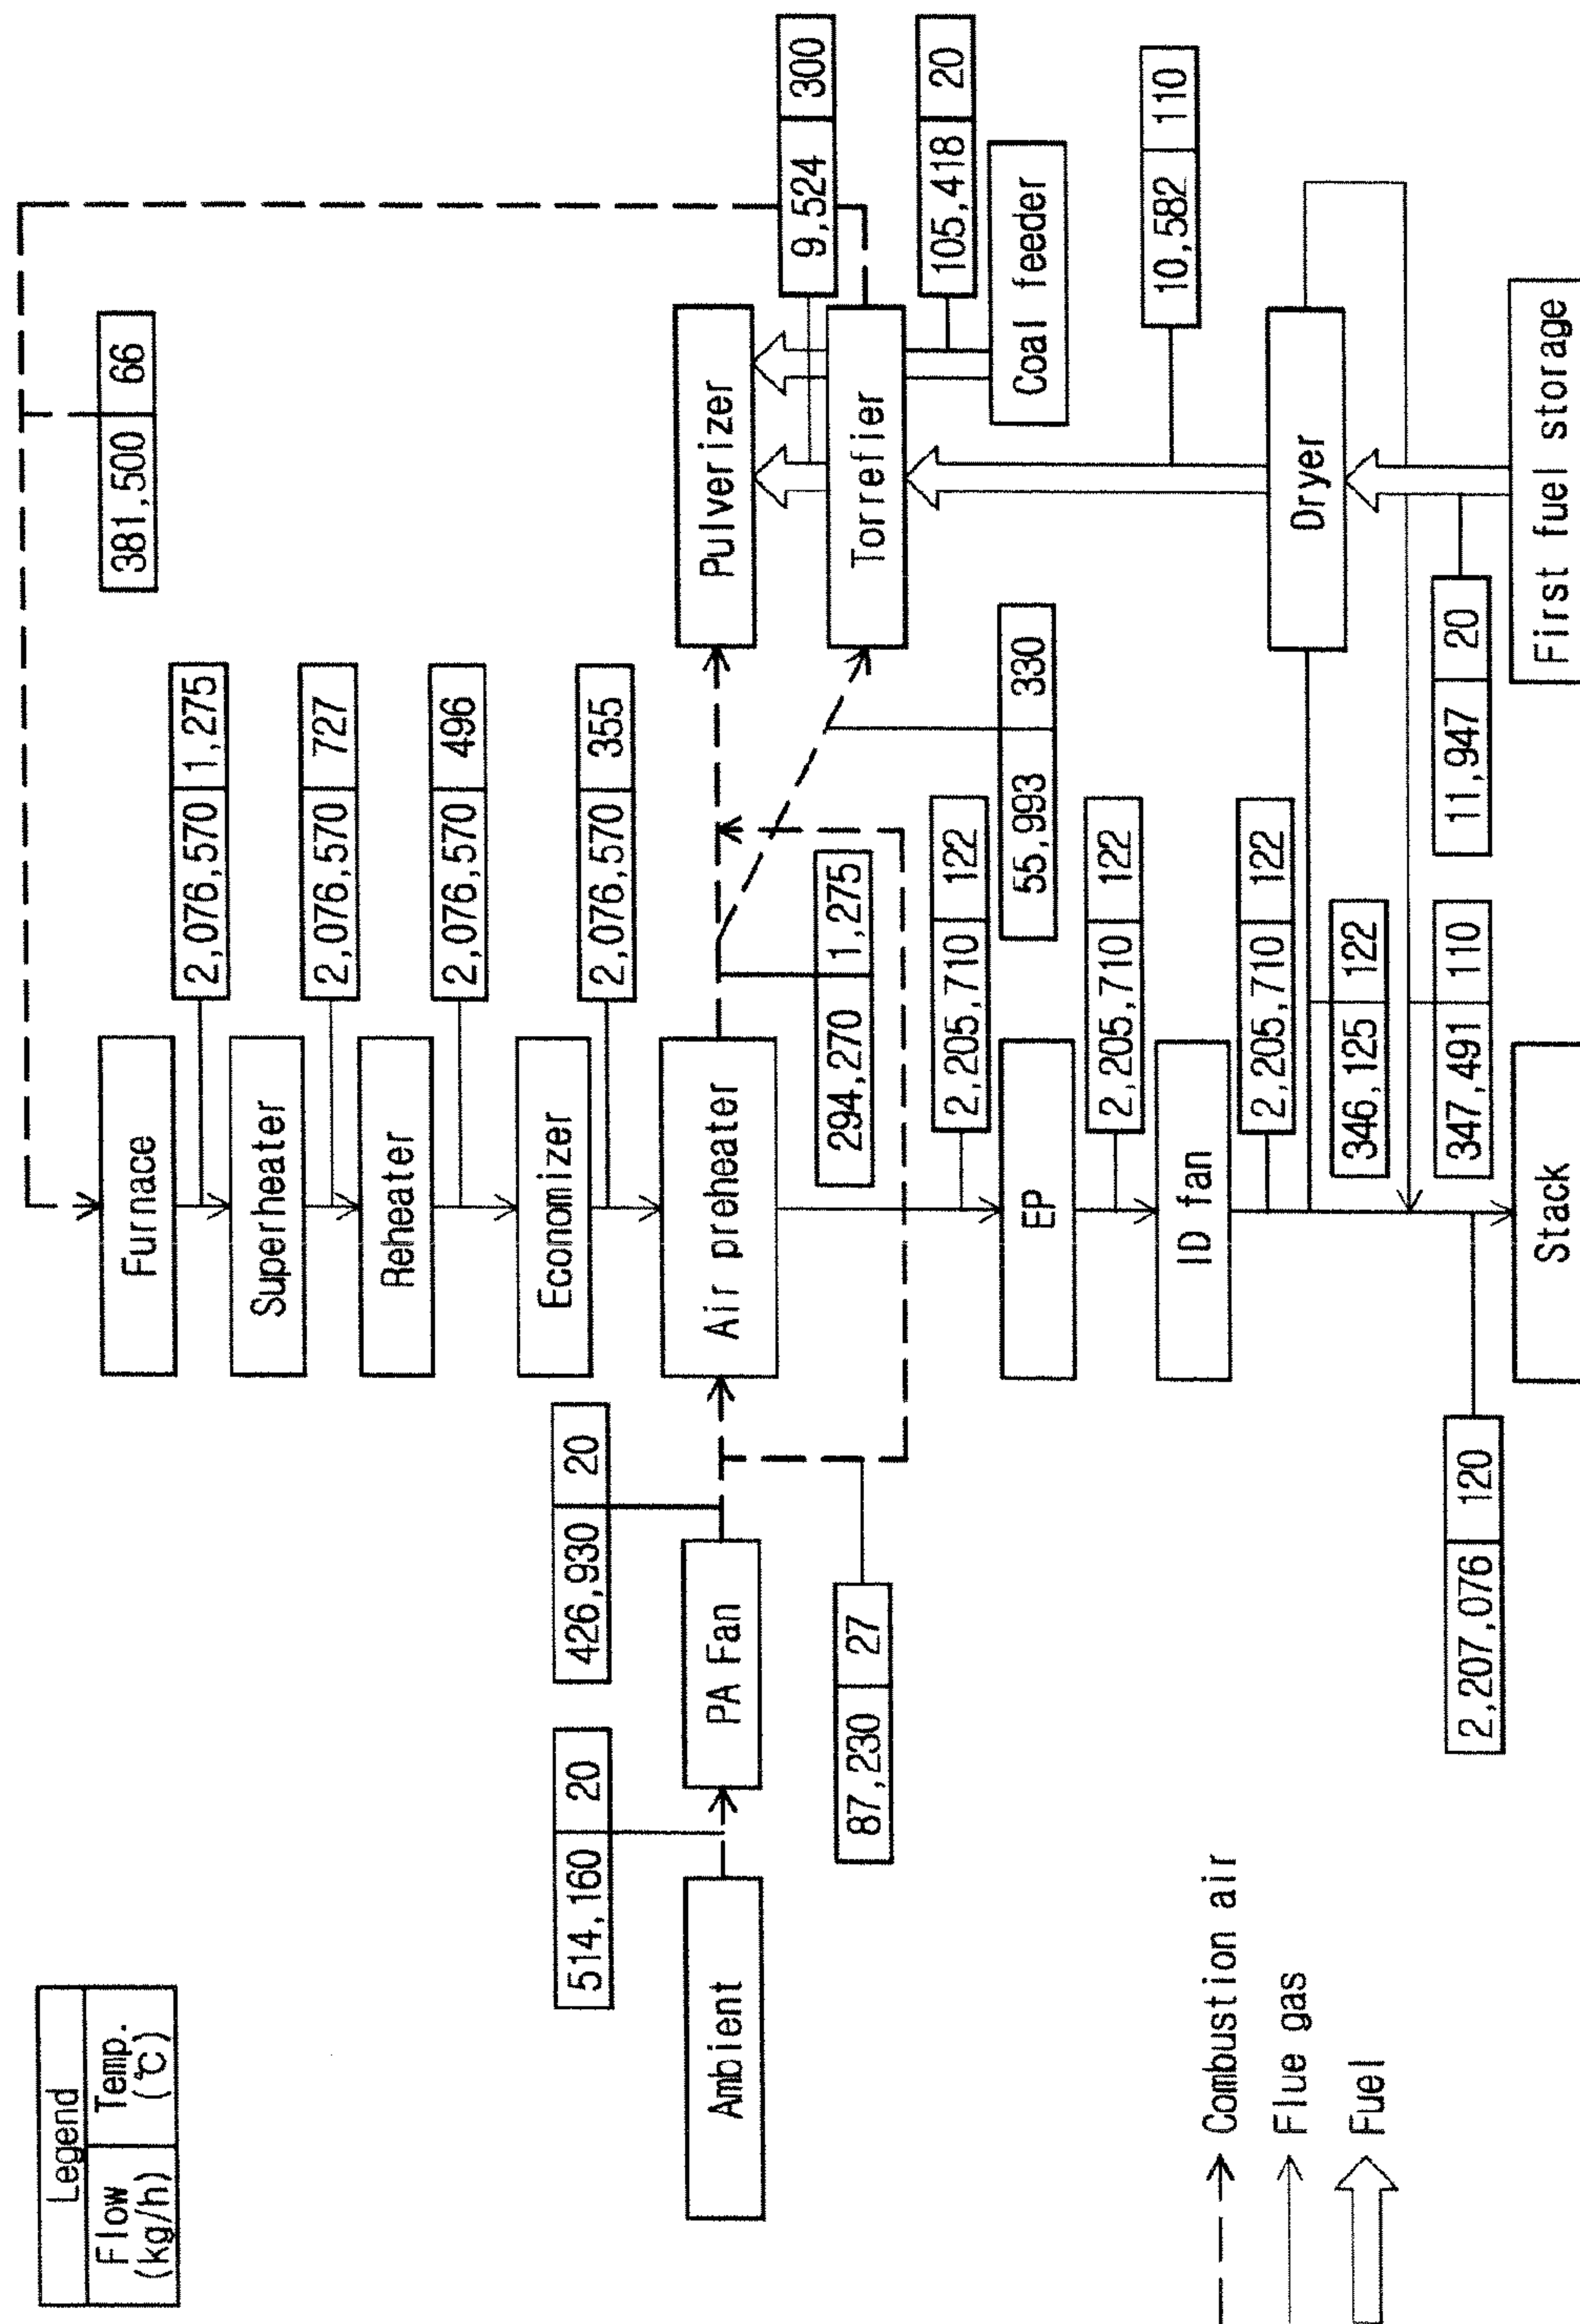 Legend
Flow
(kg/h)
Temp.
(℃)
Furnace
2,076,570 1,275
Superheater
2,076,570 727
Reheater
2,076,570 496
Economizer
2,076,570 355
Air preheater
381,500 66
Ambient
514,160 20
PA Fan
426,930 20
87,230 27
294,270 1,275
55,993 330
Pulverizer
9,524 300
Torrefier
105,418 20
Coal feeder
2,205,710 122
EP
2,205,710 122
ID fan
2,205,710 122
10,582 110
Dryer
346,125 122
347,491 110
11,947 20
First fuel storage
2,207,076 120
Stack
Combustion air
Flue gas
Fuel